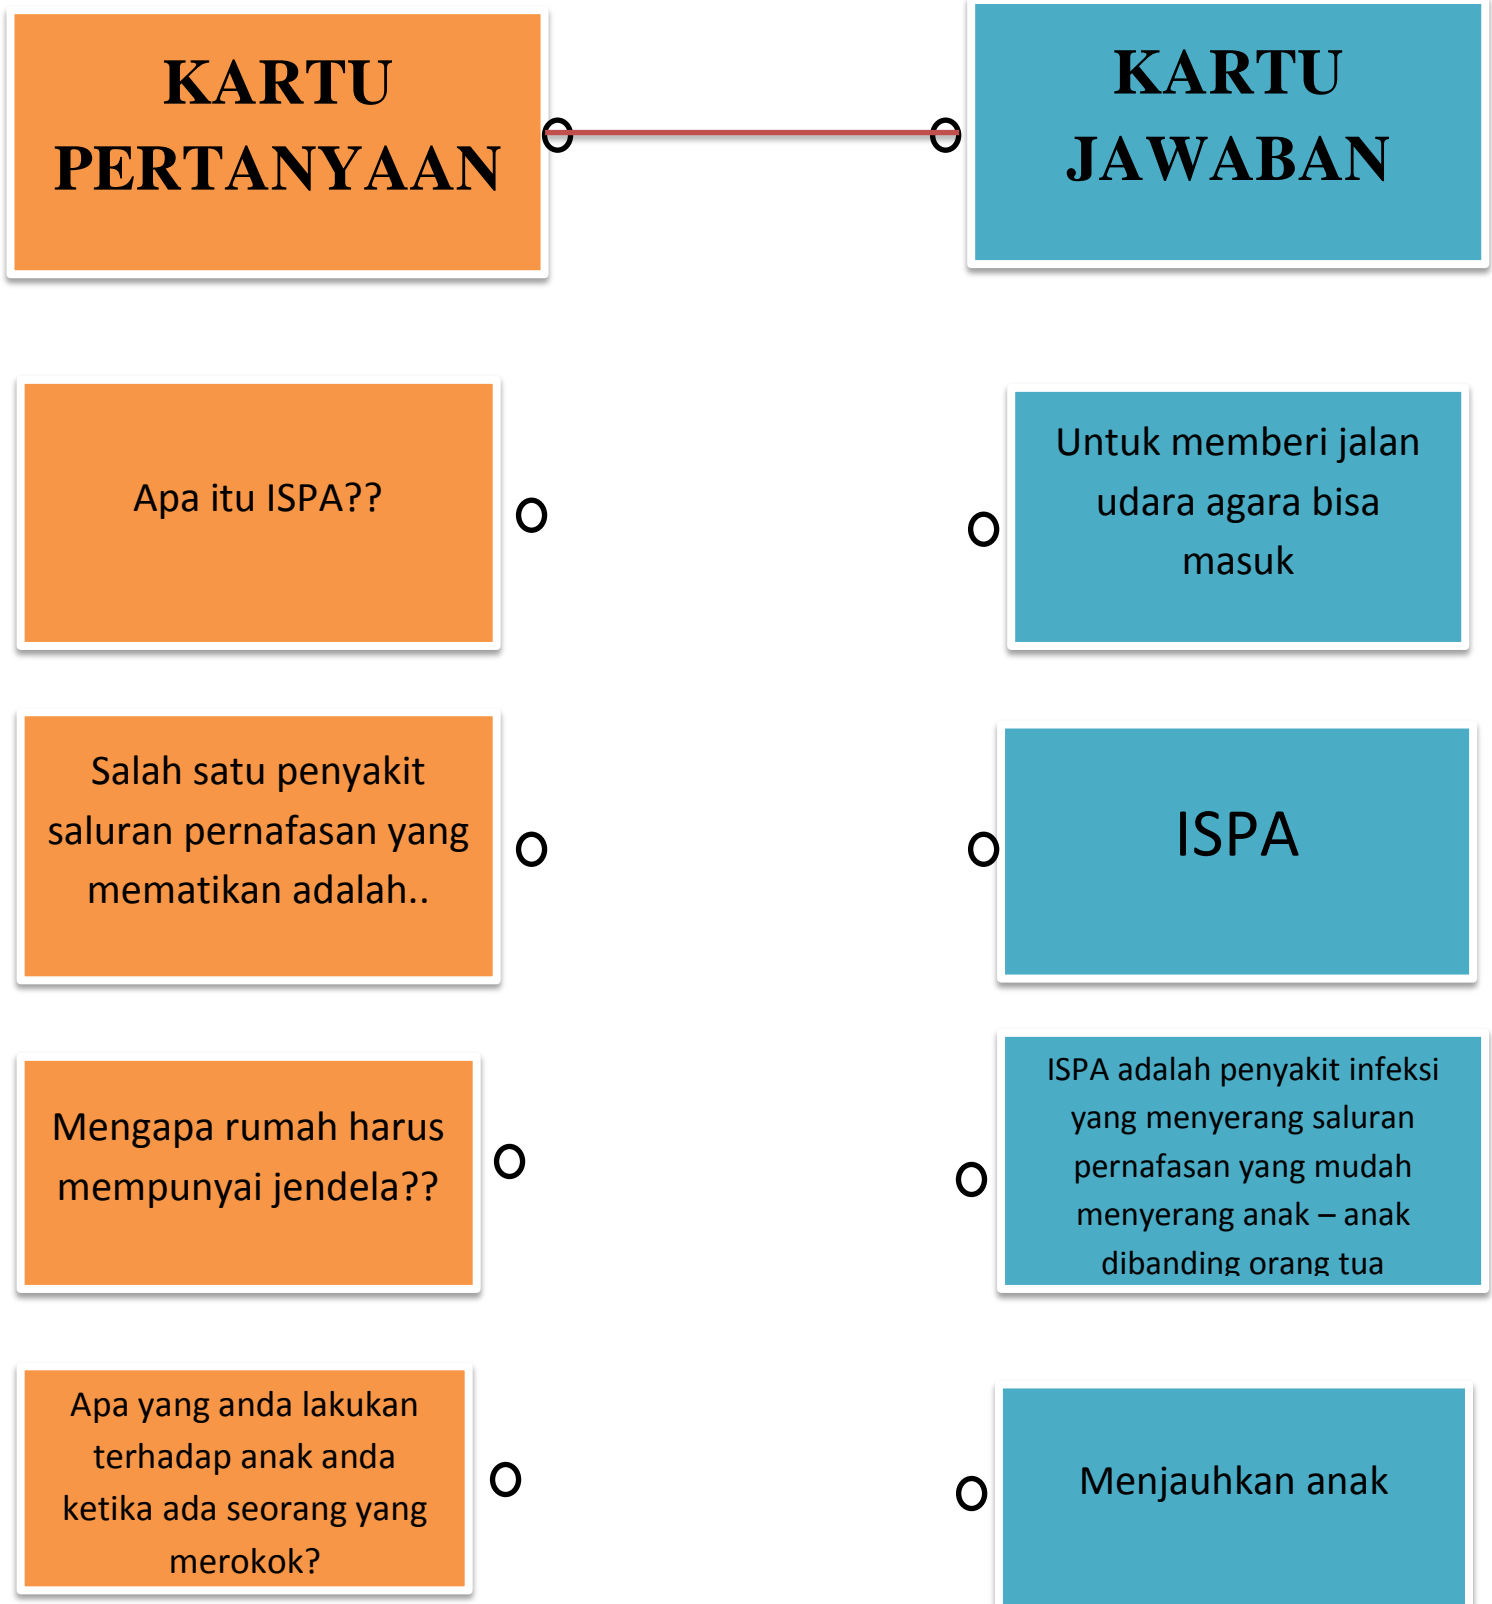 KARTU
PERTANYAAN
KARTU
JAWABAN
Apa itu ISPA??
Untuk memberi jalan
udara agara bisa
masuk
Salah satu penyakit
saluran pernafasan yang
mematikan adalah..
ISPA
Mengapa rumah harus
mempunyai jendela??
ISPA adalah penyakit infeksi
yang menyerang saluran
pernafasan yang mudah
menyerang anak – anak
dibanding orang tua
Apa yang anda lakukan
terhadap anak anda
ketika ada seorang yang
merokok?
Menjauhkan anak